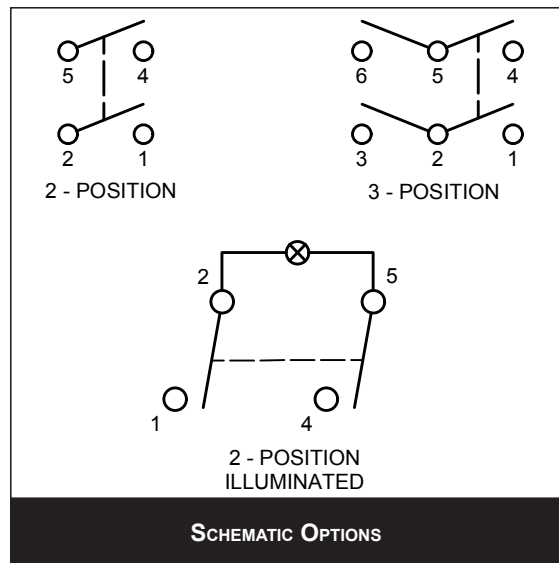 5 4
2 1
2 - POSITION
6 5 4
3 2 1
3 - POSITION
2 5
1 4
2 - POSITION
ILLUMINATED
SCHEMATIC OPTIONS